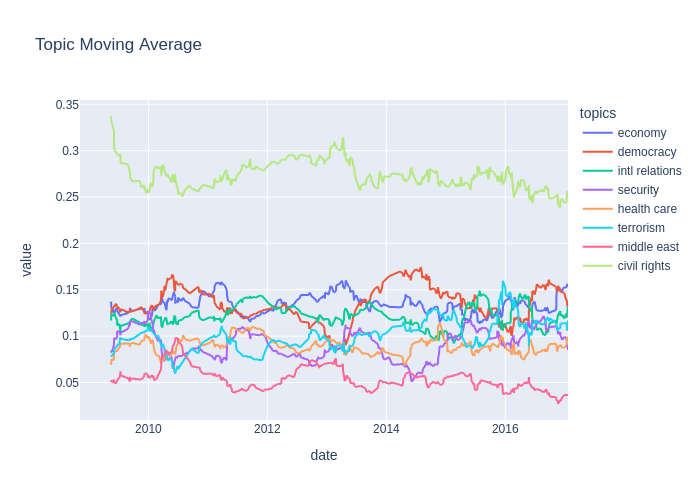 Topic Moving Average
0.35
0.3
0.25
0.2
0.15
0.1
0.05
value
2010
2012
2014
2016
date
topics
economy
democracy
intl relations
security
health care
terrorism
middle east
civil rights